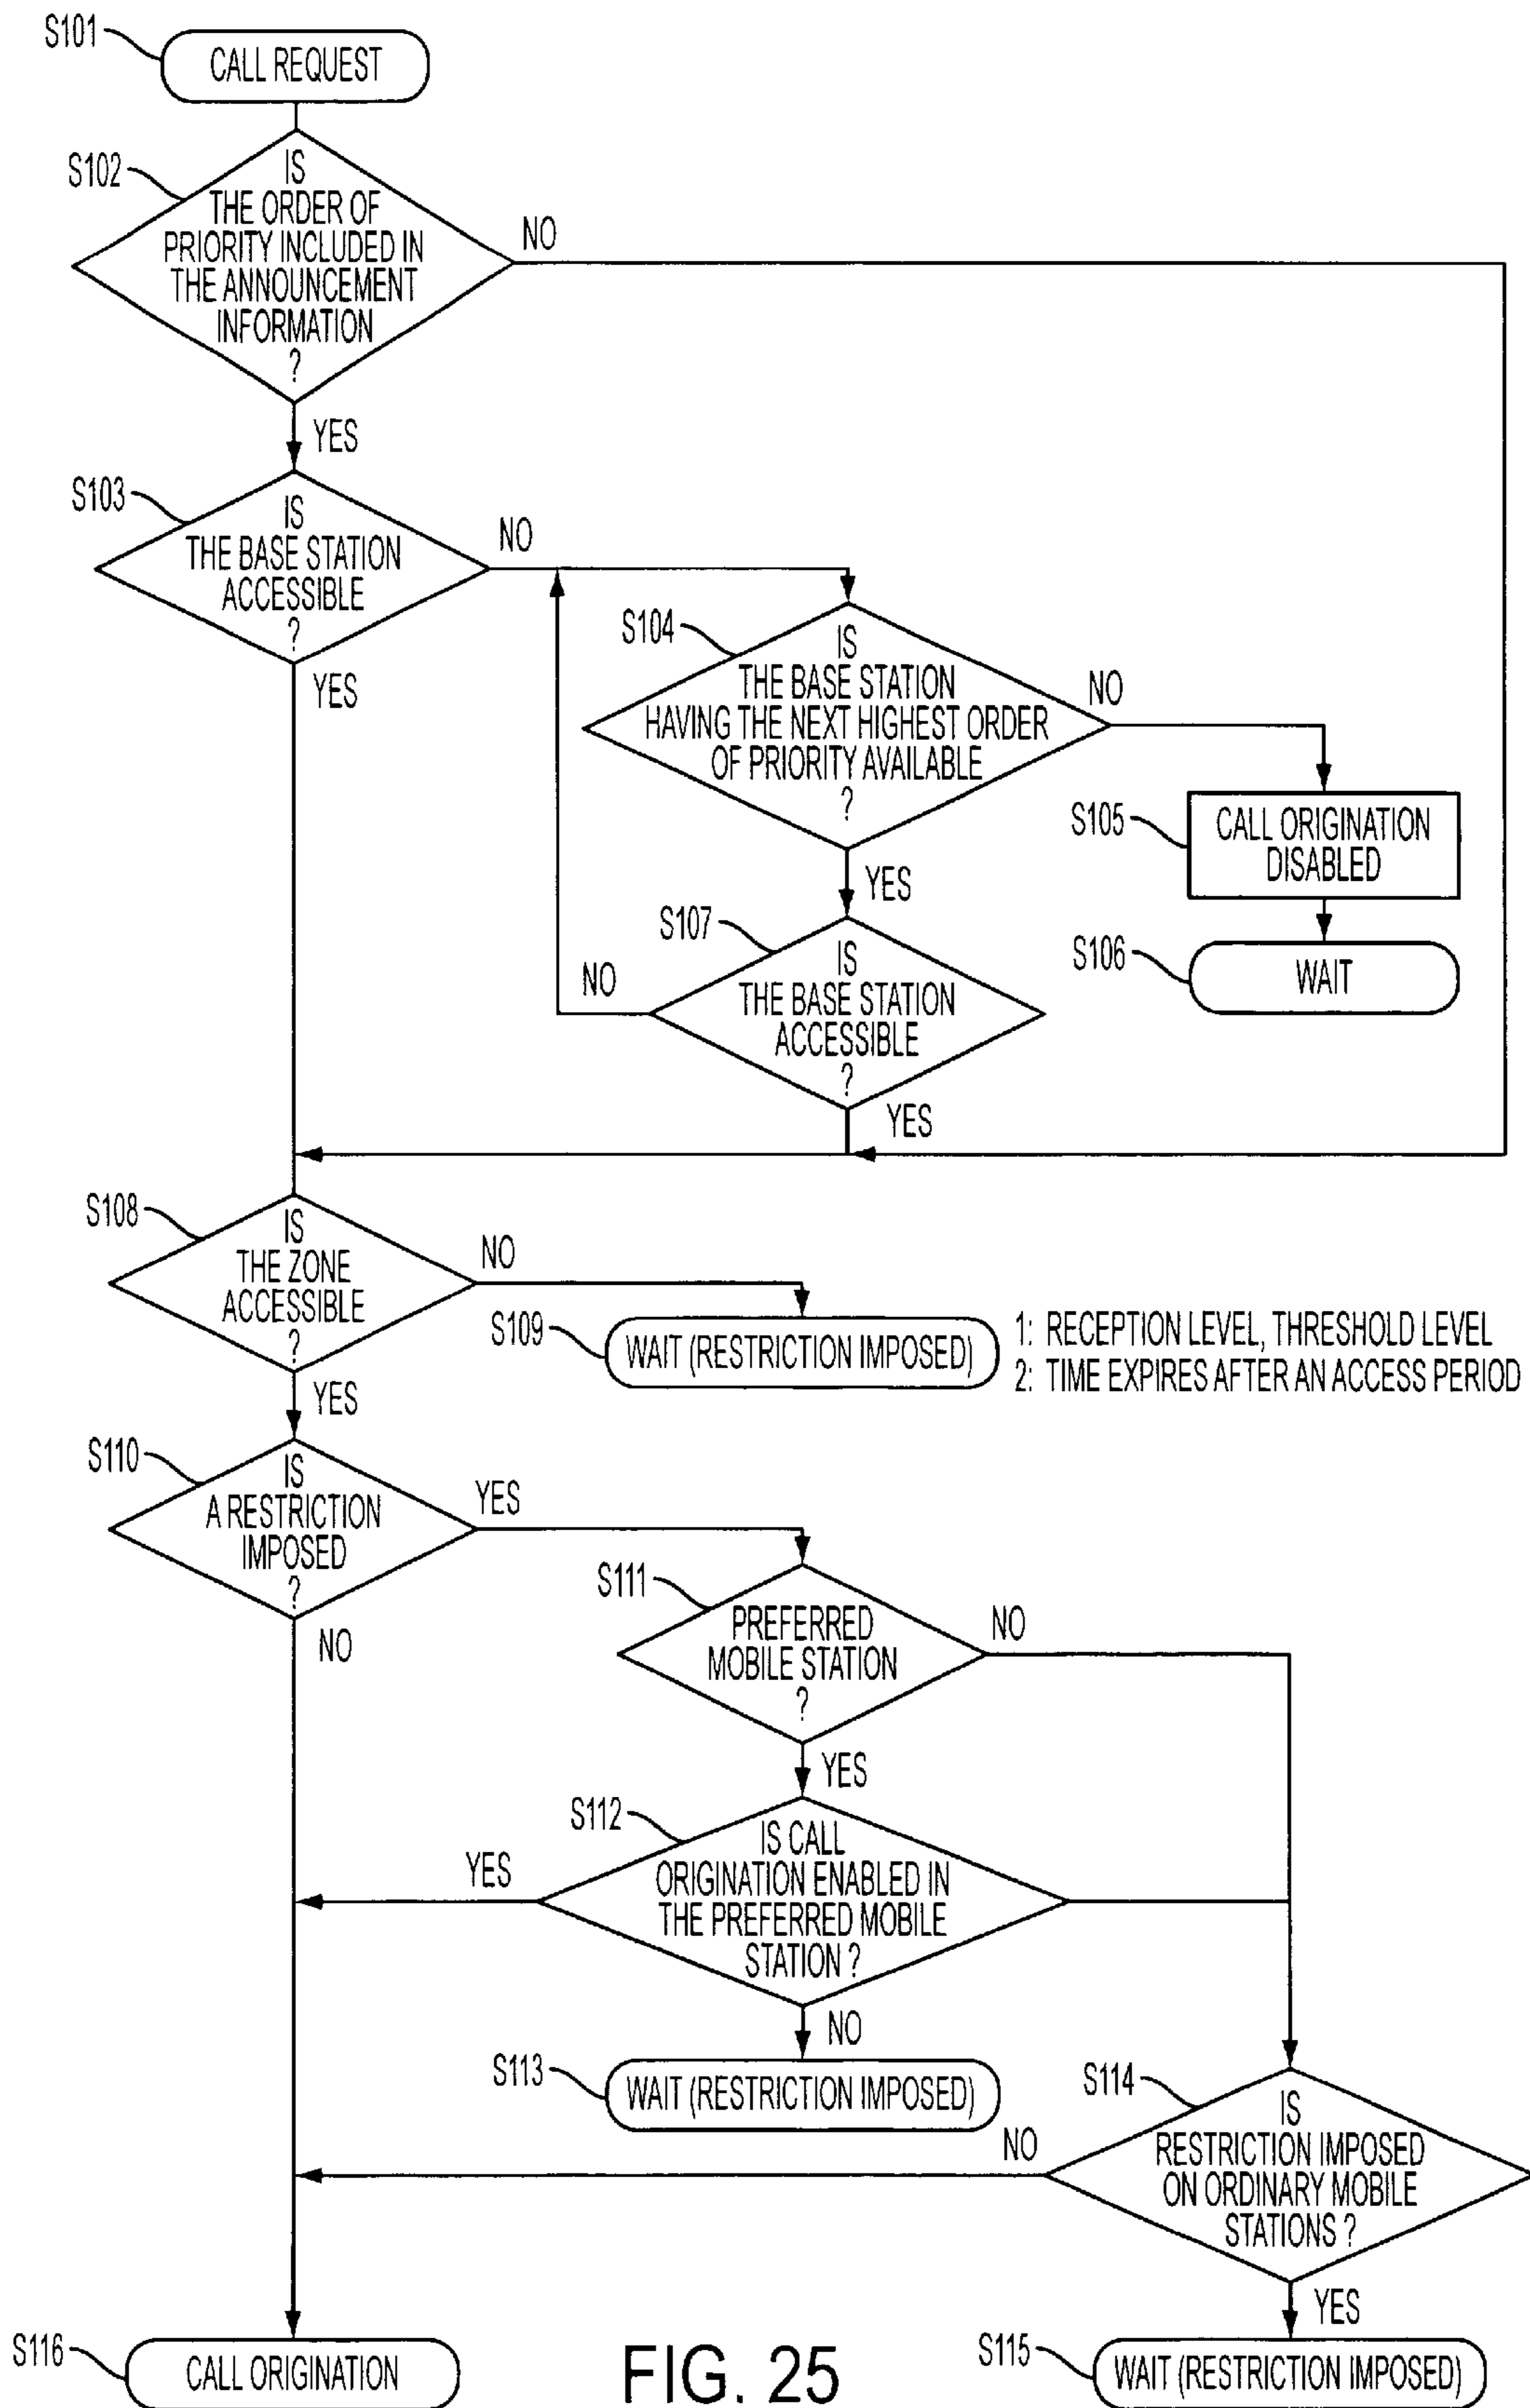 S101
CALL REQUEST
S102
IS
THE ORDER OF
PRIORITY INCLUDED IN
THE ANNOUNCEMENT
INFORMATION
?
NO
YES
S103
IS
THE BASE STATION
ACCESSIBLE
?
NO
YES
S104
IS
THE BASE STATION
HAVING THE NEXT HIGHEST ORDER
OF PRIORITY AVAILABLE
?
NO
YES
S105
CALL ORIGINATION
DISABLED
S106
WAIT
S107
IS
THE BASE STATION
ACCESSIBLE
?
NO
YES
S108
IS
THE ZONE
ACCESSIBLE
?
NO
YES
S109
WAIT (RESTRICTION IMPOSED)
1: RECEPTION LEVEL, THRESHOLD LEVEL
2: TIME EXPIRES AFTER AN ACCESS PERIOD
S110
IS
A RESTRICTION
IMPOSED
?
YES
NO
S111
PREFERRED
MOBILE STATION
?
NO
YES
S112
IS CALL
ORIGINATION ENABLED IN
THE PREFERRED MOBILE
STATION ?
YES
NO
S113
WAIT (RESTRICTION IMPOSED)
S114
IS
RESTRICTION IMPOSED
ON ORDINARY MOBILE
STATIONS ?
NO
YES
S115
WAIT (RESTRICTION IMPOSED)
S116
CALL ORIGINATION
FIG. 25